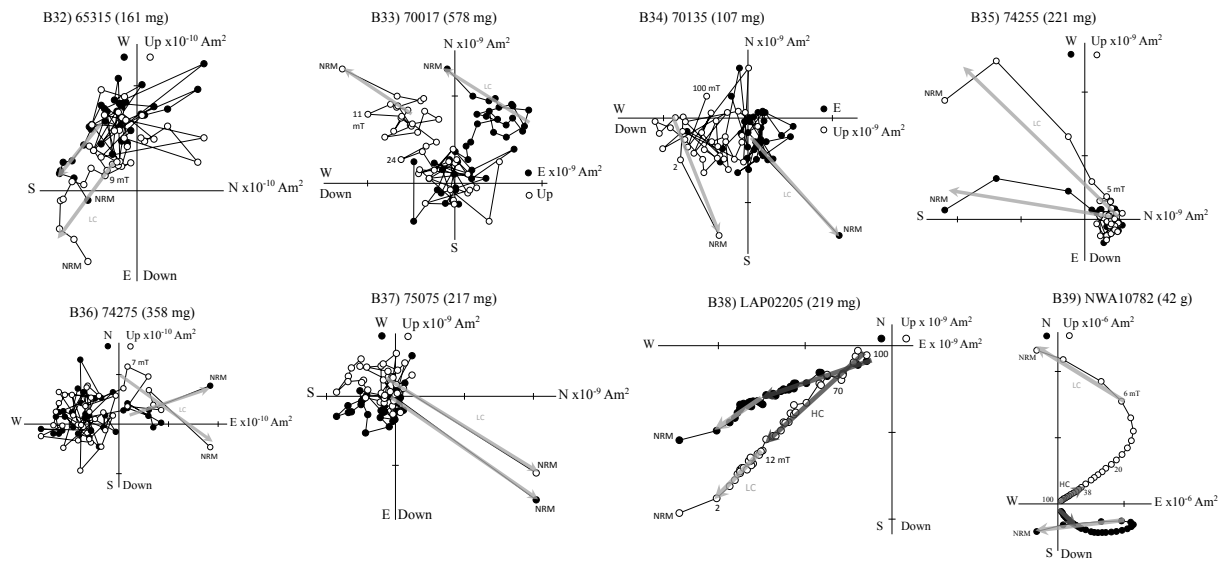 B32) 65315 (161 mg)
W
Up x10-10 Am2
S
N x10-10 Am2
9 mT
NRM
LC
NRM
E
Down
B33) 70017 (578 mg)
N x10-9 Am2
NRM
NRM
LC
11
mT
24
W
Down
E x10-9 Am2
Up
S
B34) 70135 (107 mg)
N x10-9 Am2
100 mT
W
Down
E
Up x10-9 Am2
2
LC
NRM
NRM
S
B35) 74255 (221 mg)
W
Up x10-9 Am2
NRM
LC
5 mT
NRM
S
N x10-9 Am2
E
Down
B36) 74275 (358 mg)
N
Up x10-10 Am2
7 mT
NRM
LC
W
E x10-10 Am2
NRM
S
Down
B37) 75075 (217 mg)
W
Up x10-9 Am2
S
N x10-9 Am2
LC
NRM
NRM
E
Down
B38) LAP02205 (219 mg)
N
Up x 10-9 Am2
W
E x 10-9 Am2
100
70
HC
NRM
12 mT
LC
2
NRM
S
Down
B39) NWA10782 (42 g)
N
Up x10-6 Am2
NRM
LC
6 mT
20
HC
38
100
W
E x10-6 Am2
NRM
S
Down